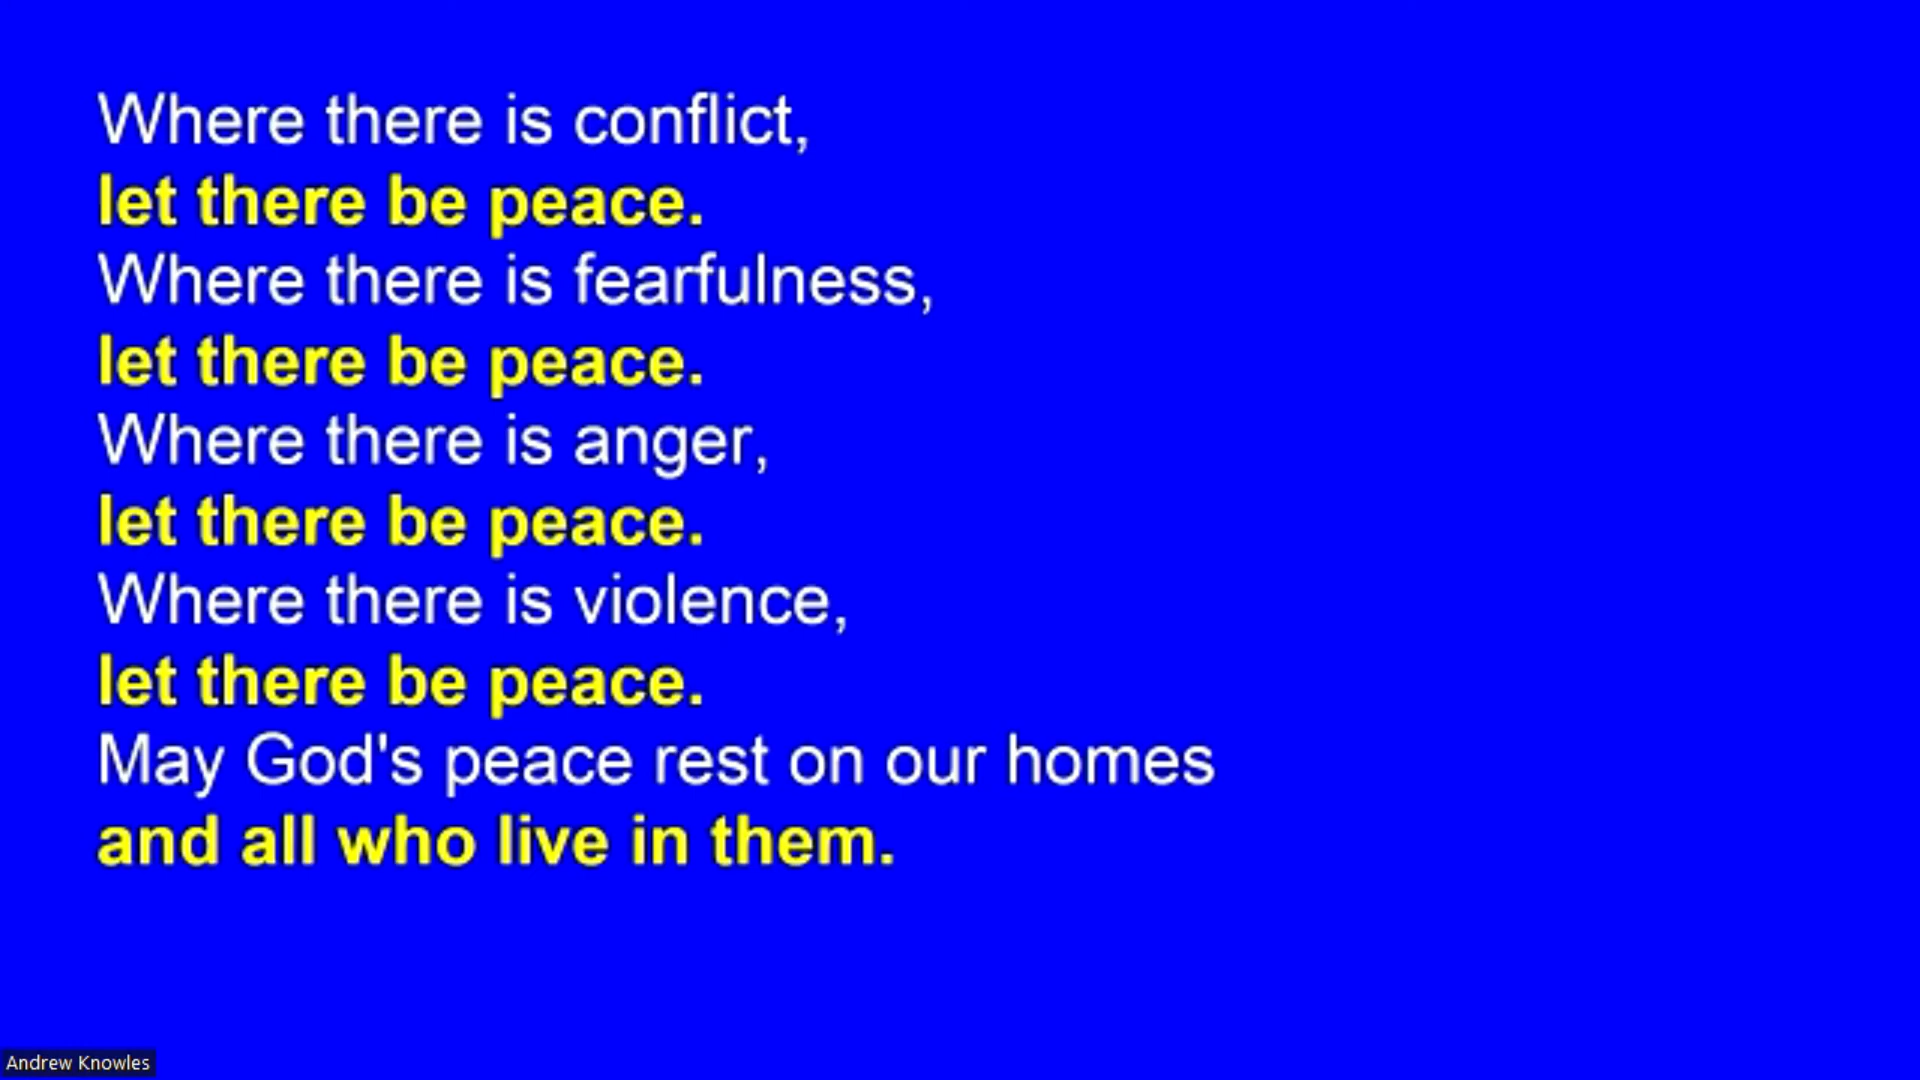 Where there is conflict,
let there be peace.
Where there is fearfulness,
let there be peace.
Where there is anger,
let there be peace.
Where there is violence,
let there be peace.
May God's peace rest on our homes
and all who live in them.
Andrew Knowles